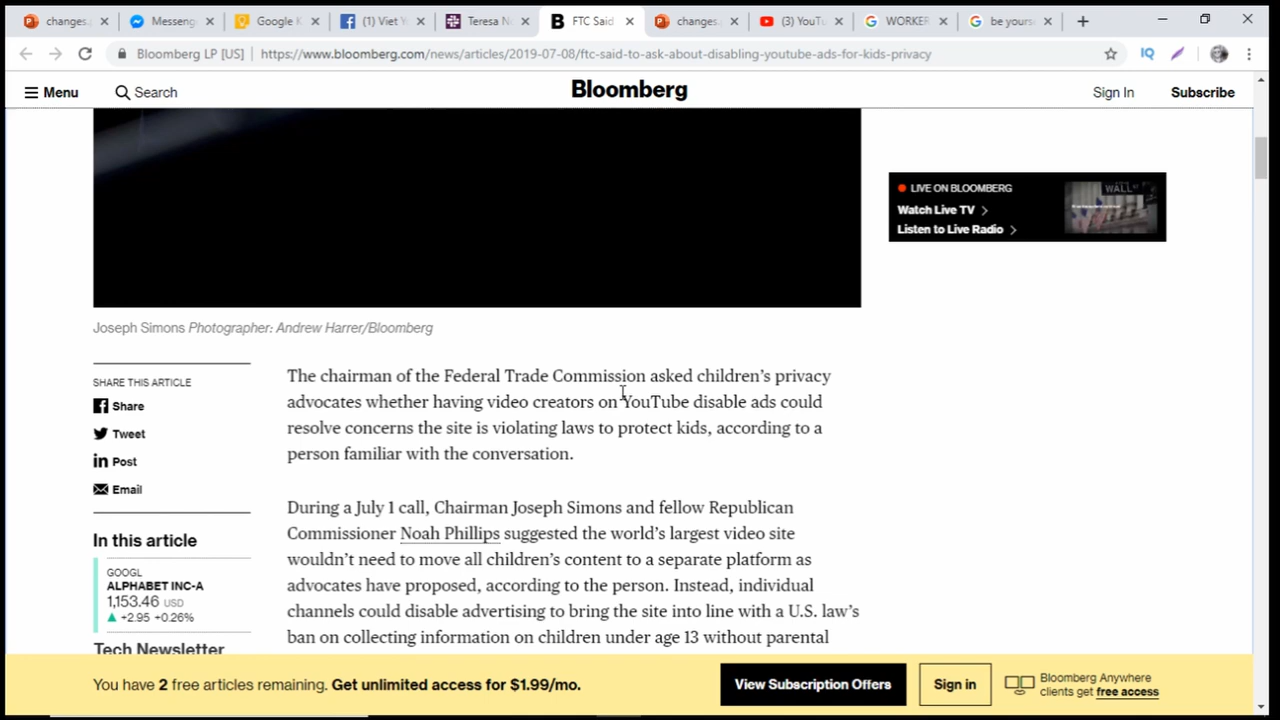 changes.
Messeng
Google K
(1) Viet Y
Teresa Nu
FTC Said
changes.
(3) YouTu
WORKER
be yourse
Bloomberg LP [US] https://www.bloomberg.com/news/articles/2019-07-08/ftc-said-to-ask-about-disabling-youtube-ads-for-kids-privacy
IQ
Menu
Search
Bloomberg
Sign In
Subscribe
LIVE ON BLOOMBERG
Watch Live TV
Listen to Live Radio
WALL ST
Joseph Simons Photographer: Andrew Harrer/Bloomberg
SHARE THIS ARTICLE
Share
Tweet
Post
Email
In this article
GOOGL
ALPHABET INC-A
1,153.46 USD
+2.95 +0.26%
Tech Newsletter
The chairman of the Federal Trade Commission asked children's privacy
advocates whether having video creators on YouTube disable ads could
resolve concerns the site is violating laws to protect kids, according to a
person familiar with the conversation.
During a July 1 call, Chairman Joseph Simons and fellow Republican
Commissioner Noah Phillips suggested the world's largest video site
wouldn't need to move all children's content to a separate platform as
advocates have proposed, according to the person. Instead, individual
channels could disable advertising to bring the site into line with a U.S. law's
ban on collecting information on children under age 13 without parental
You have 2 free articles remaining. Get unlimited access for $1.99/mo.
View Subscription Offers
Sign in
Bloomberg Anywhere
clients get free access